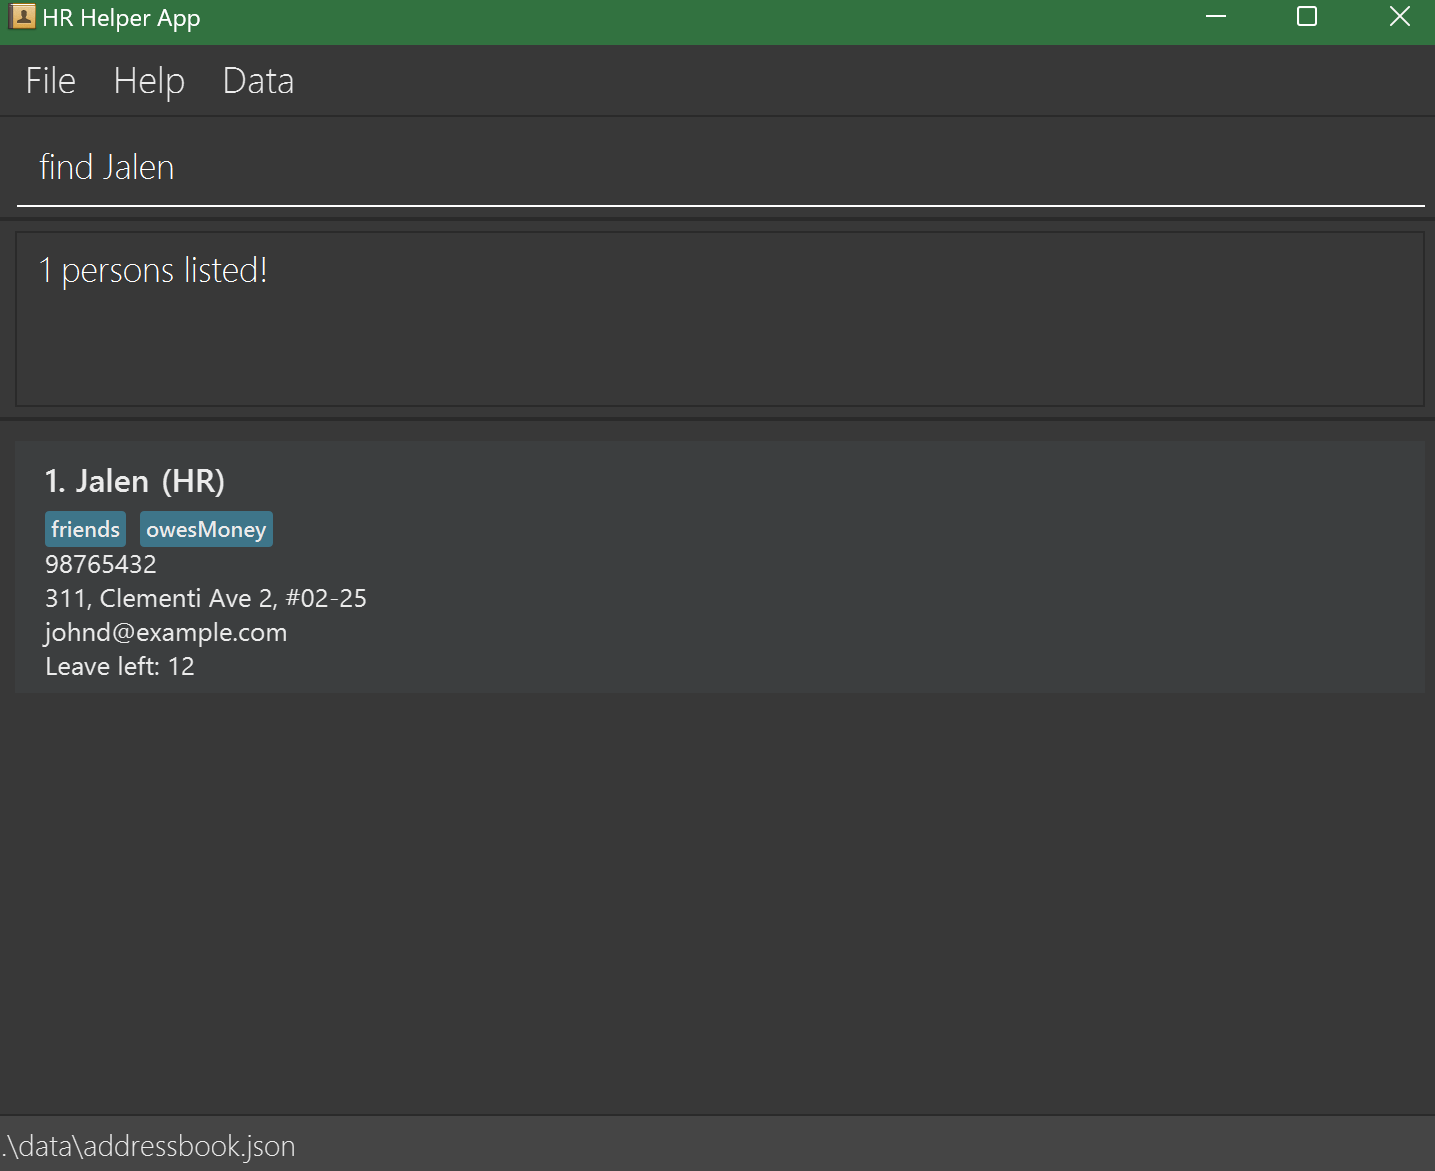 HR Helper App
File Help Data
find Jalen
1 persons listed!
1. Jalen (HR)
friends owesMoney
98765432
311, Clementi Ave 2, #02-25
johnd@example.com
Leave left: 12
.\data\addressbook.json